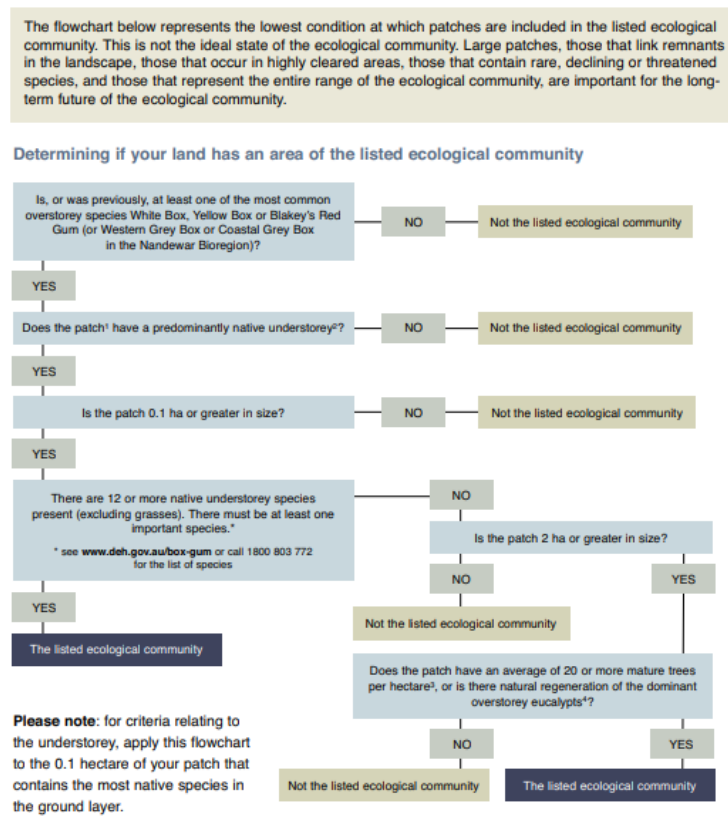 The flowchart below represents the lowest condition at which patches are included in the listed ecological
community. This is not the ideal state of the ecological community. Large patches, those that link remnants
in the landscape, those that occur in highly cleared areas, those that contain rare, declining or threatened
species, and those that represent the entire range of the ecological community, are important for the long-
term future of the ecological community.
Determining if your land has an area of the listed ecological community
Is, or was previously, at least one of the most common
overstorey species White Box, Yellow Box or Blakey's Red
Gum (or Western Grey Box or Coastal Grey Box
in the Nandewar Bioregion)?
NO
Not the listed ecological community
YES
Does the patch¹ have a predominantly native understorey²?
NO
Not the listed ecological community
YES
Is the patch 0.1 ha or greater in size?
NO
Not the listed ecological community
YES
There are 12 or more native understorey species
present (excluding grasses). There must be at least one
important species.*
* see www.deh.gov.au/box-gum or call 1800 803 772
for the list of species
NO
Is the patch 2 ha or greater in size?
NO
YES
YES
Not the listed ecological community
The listed ecological community
Does the patch have an average of 20 or more mature trees
per hectare³, or is there natural regeneration of the dominant
overstorey eucalypts⁴?
NO
YES
Not the listed ecological community
The listed ecological community
Please note: for criteria relating to
the understorey, apply this flowchart
to the 0.1 hectare of your patch that
contains the most native species in
the ground layer.